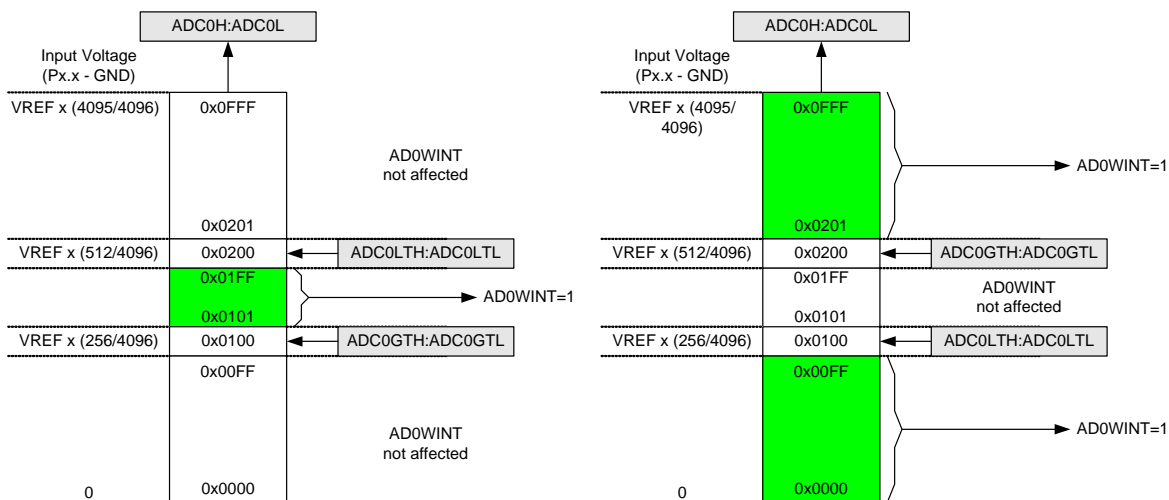 ADC0H:ADC0L
Input Voltage
(Px.x - GND)
VREF x (4095/4096)
0x0FFF
AD0WINT
not affected
0x0201
VREF x (512/4096)
0x0200
ADC0LTH:ADC0LTL
0x01FF
AD0WINT=1
0x0101
VREF x (256/4096)
0x0100
ADC0GTH:ADC0GTL
0x00FF
AD0WINT
not affected
0
0x0000
ADC0H:ADC0L
Input Voltage
(Px.x - GND)
VREF x (4095/
4096)
0x0FFF
AD0WINT=1
0x0201
VREF x (512/4096)
0x0200
ADC0GTH:ADC0GTL
0x01FF
AD0WINT
not affected
0x0101
VREF x (256/4096)
0x0100
ADC0LTH:ADC0LTL
0x00FF
AD0WINT=1
0
0x0000